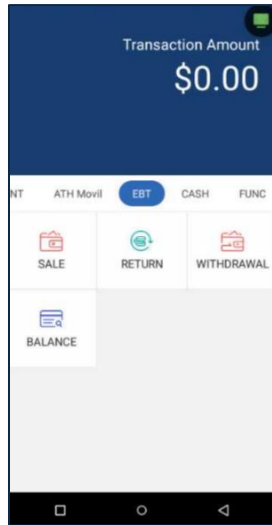 Transaction Amount
$0.00
NT ATH Movil EBT CASH FUNC
SALE RETURN WITHDRAWAL
BALANCE